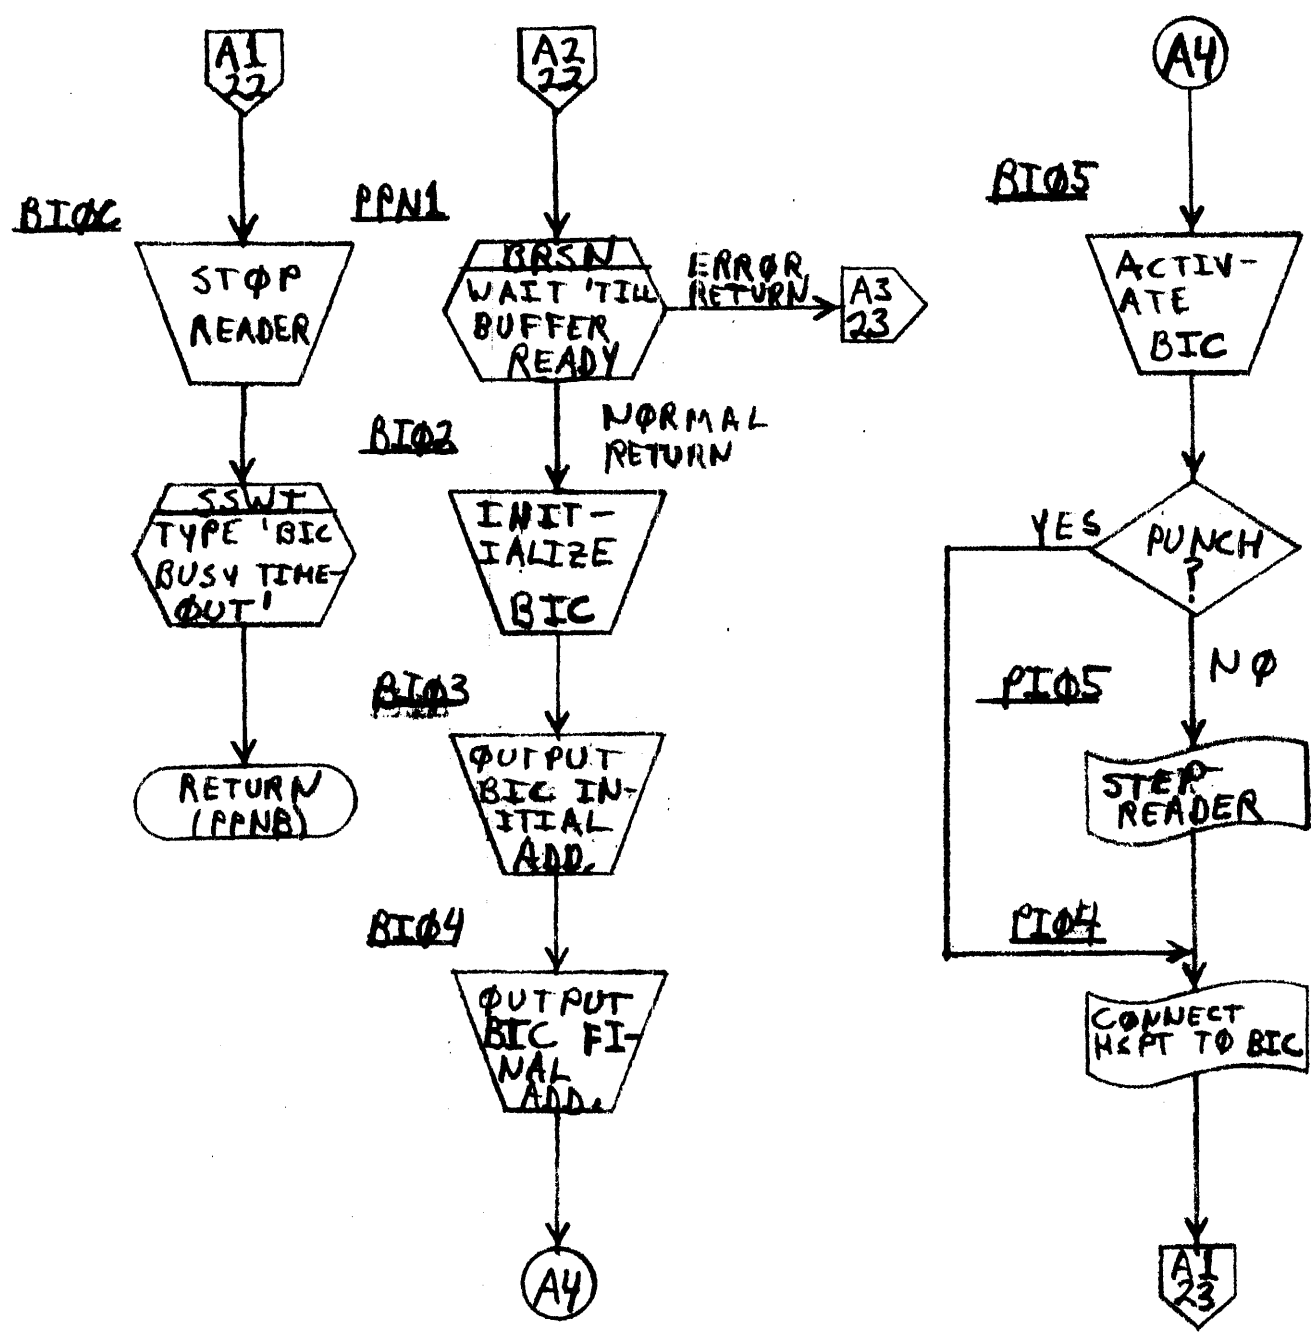 A1
22
BIØC
STØP
READER
SSWT
TYPE 'BIC
BUSY TIME-
ØUT'
RETURN
(PPNB)
A2
22
PPN1
BRSN
WAIT 'TILL
BUFFER
READY
ERRØR
RETURN
A3
23
NØRMAL
RETURN
BIØ2
INIT-
IALIZE
BIC
BIØ3
ØUTPUT
BIC IN-
ITIAL
ADD.
BIØ4
ØUTPUT
BIC FI-
NAL
ADD.
A4
A4
BIØ5
ACTIV-
ATE
BIC
PUNCH
?
YES
NØ
PIØ5
STEP
READER
PIØ4
CØNNECT
HSPT TØ BIC
A1
23